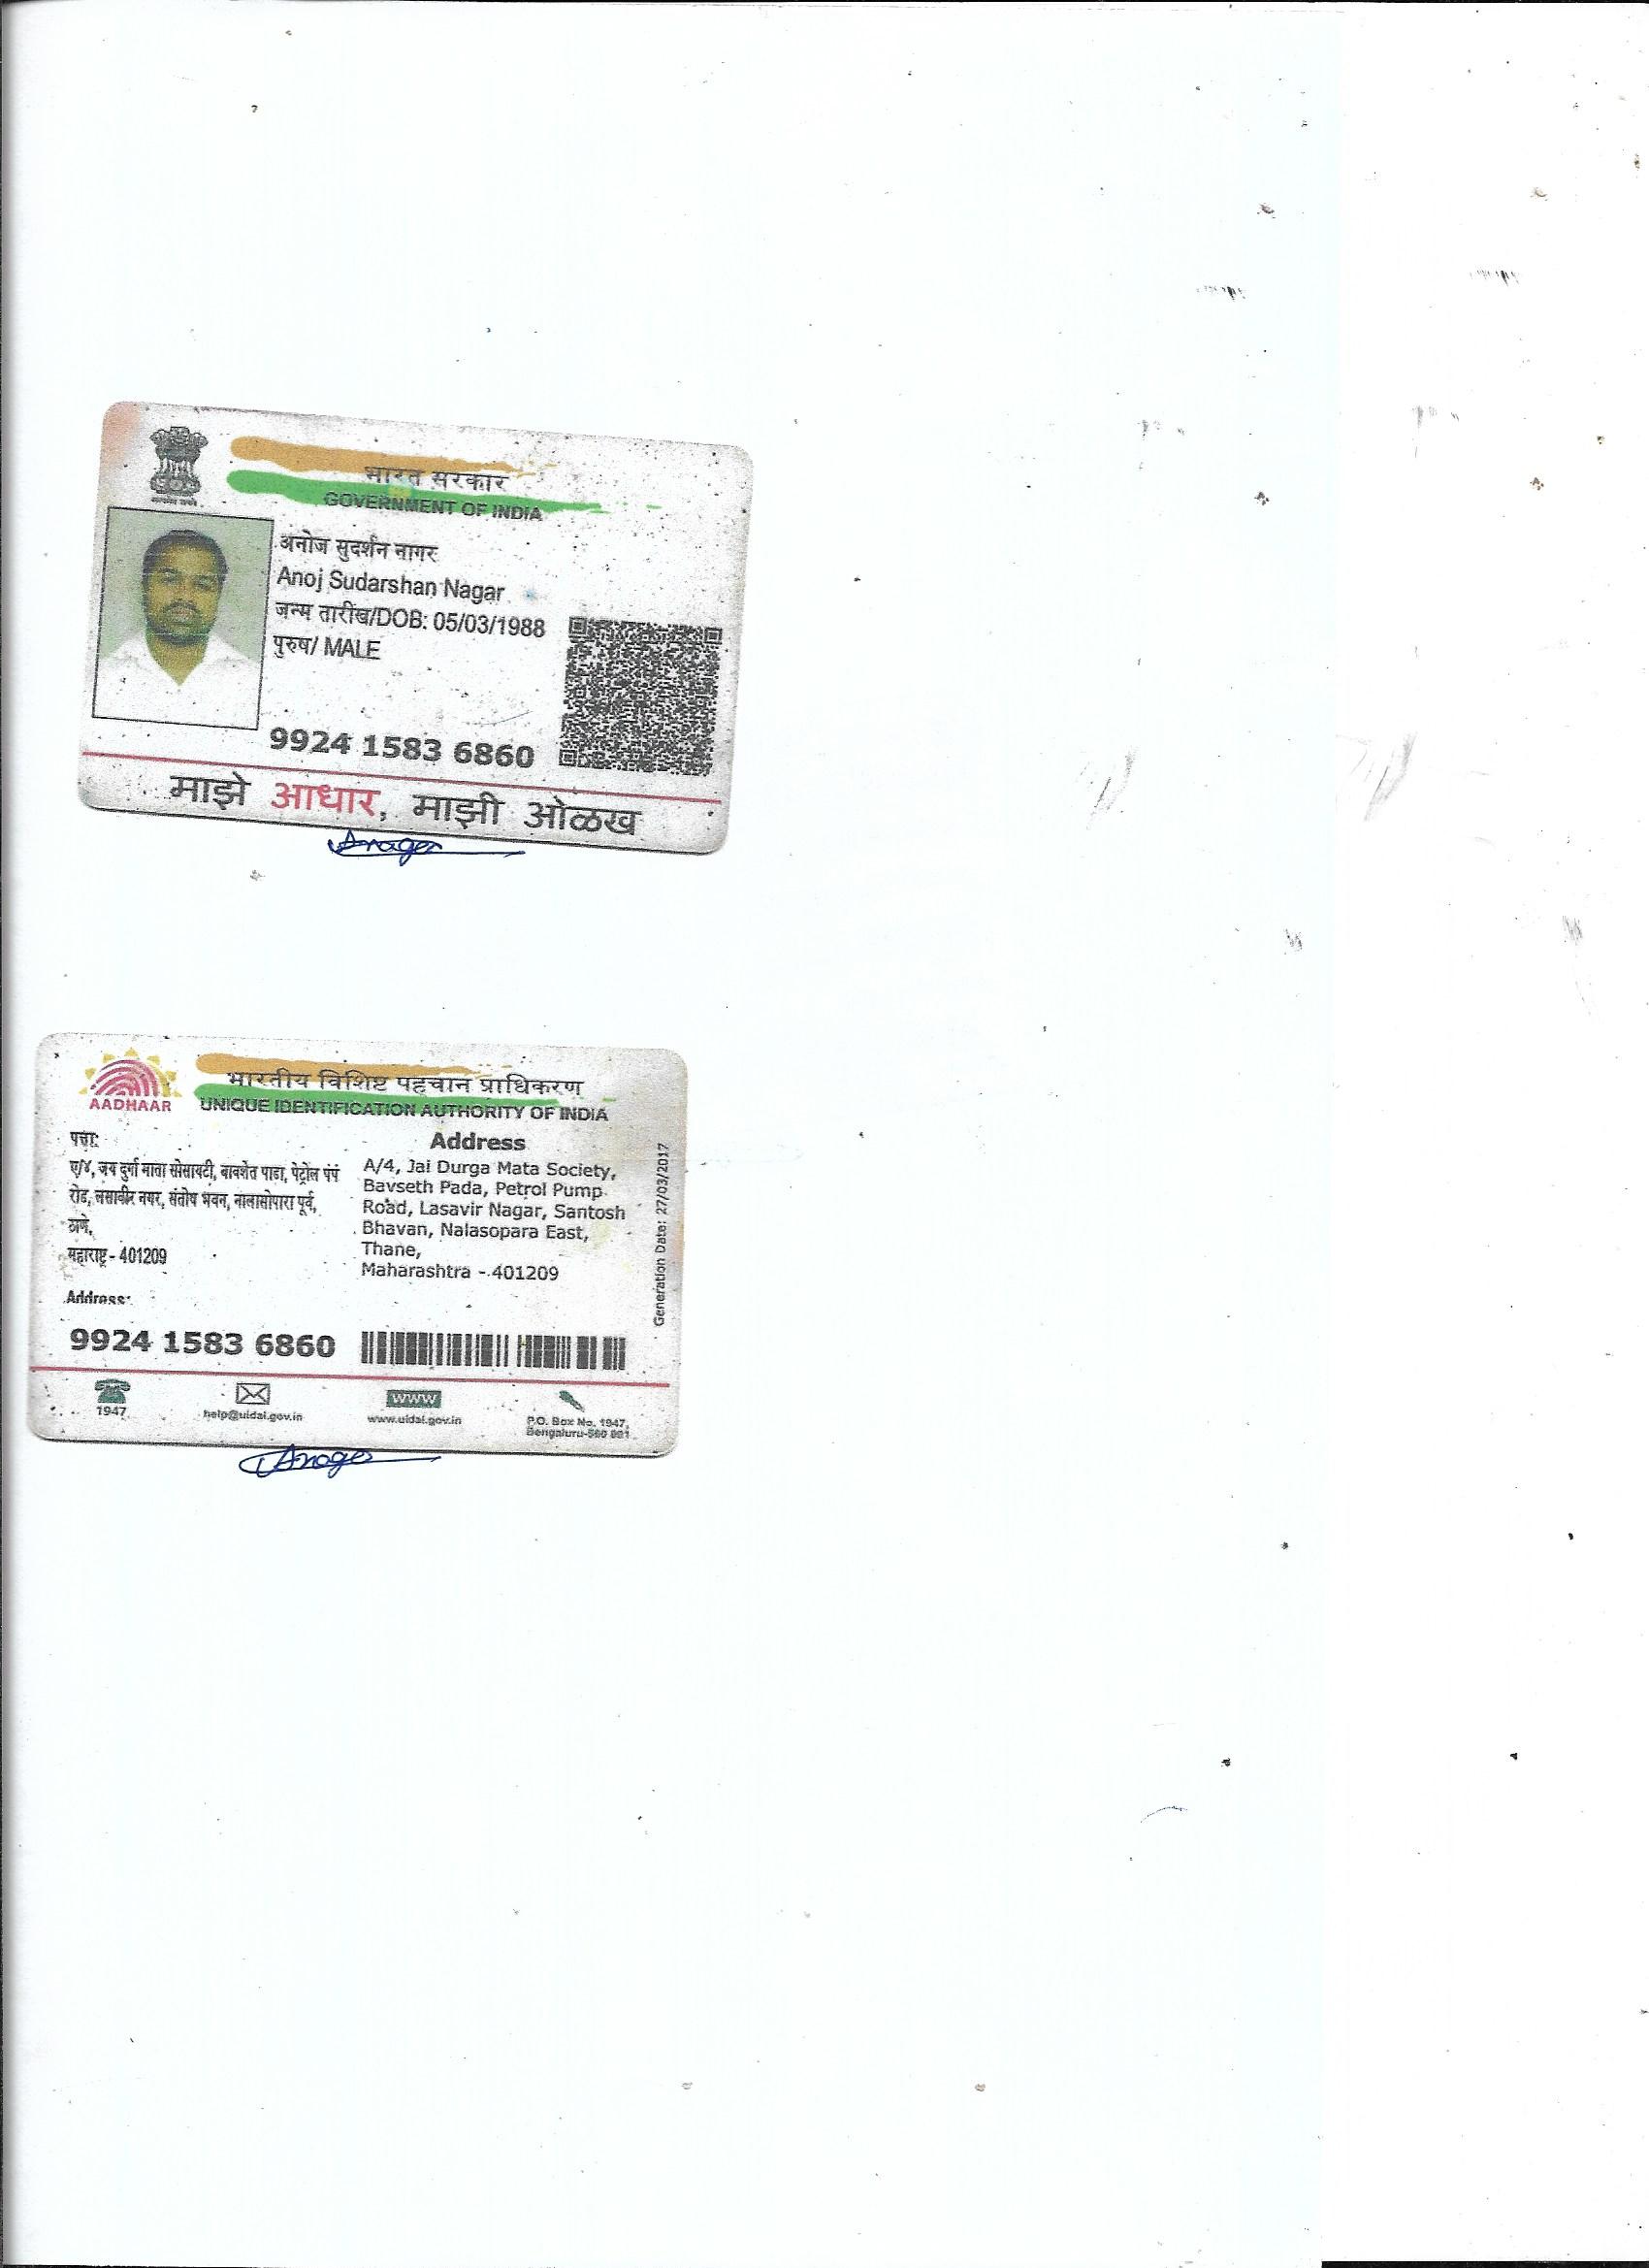 भारत सरकार
GOVERNMENT OF INDIA
अनोज सुदर्शन नागर
Anoj Sudarshan Nagar
जन्म तारीख/DOB: 05/03/1988
पुरुष/ MALE
9924 1583 6860
माझे आधार, माझी ओळख
भारतीय विशिष्ट पहचान प्राधिकरण
AADHAAR
UNIQUE IDENTIFICATION AUTHORITY OF INDIA
पत्ता:
ए/४, जय दुर्गा माता सोसायटी, बावशेत पाडा, पेट्रोल पंप
रोड, लसावीर नगर, संतोष भवन, नालासोपारा पूर्व,
ठाणे,
महाराष्ट्र - 401209
Address:
Address
A/4, Jai Durga Mata Society,
Bavseth Pada, Petrol Pump
Road, Lasavir Nagar, Santosh
Bhavan, Nalasopara East,
Thane,
Maharashtra - 401209
Generation Date: 27/03/2017
9924 1583 6860
1947
help@uidai.gov.in
www
www.uidai.gov.in
P.O. Box No. 1947,
Bengaluru-560 001